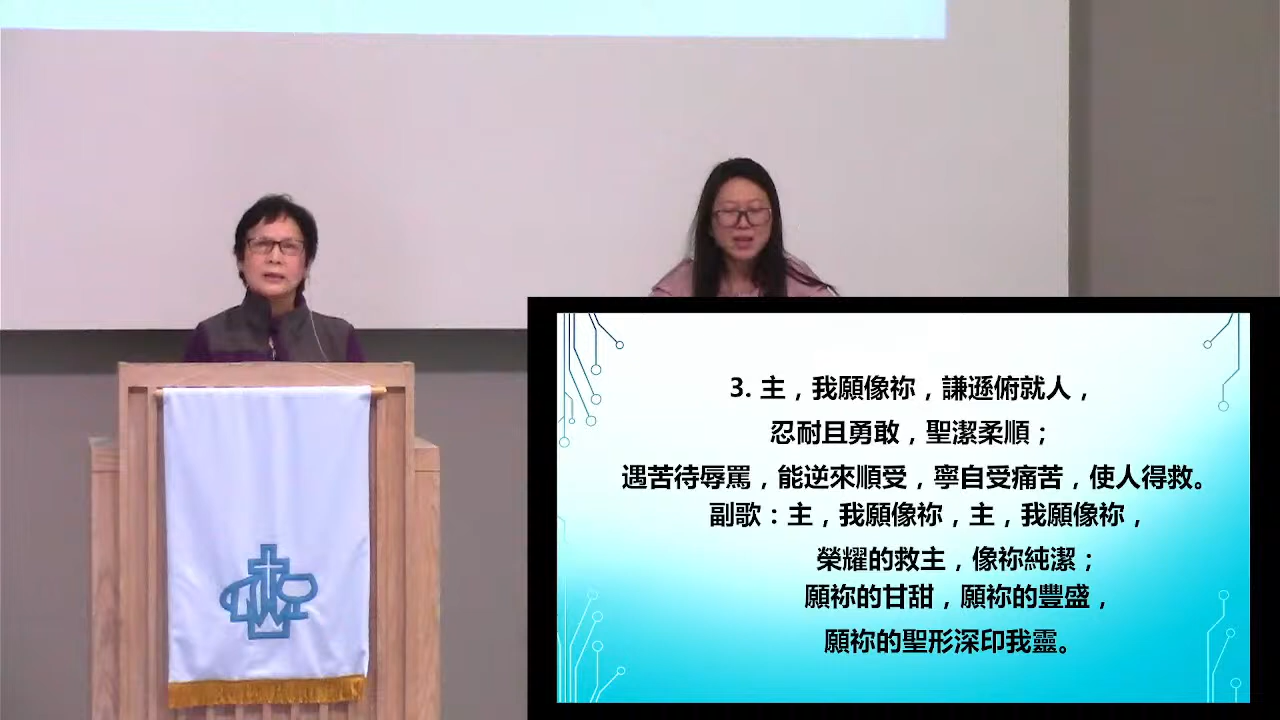 3. 主，我願像祢，謙遜俯就人，
忍耐且勇敢，聖潔柔順；
遇苦待辱罵，能逆來順受，寧自受痛苦，使人得救。
副歌：主，我願像祢，主，我願像祢，
榮耀的救主，像祢純潔；
願祢的甘甜，願祢的豐盛，
願祢的聖形深印我靈。